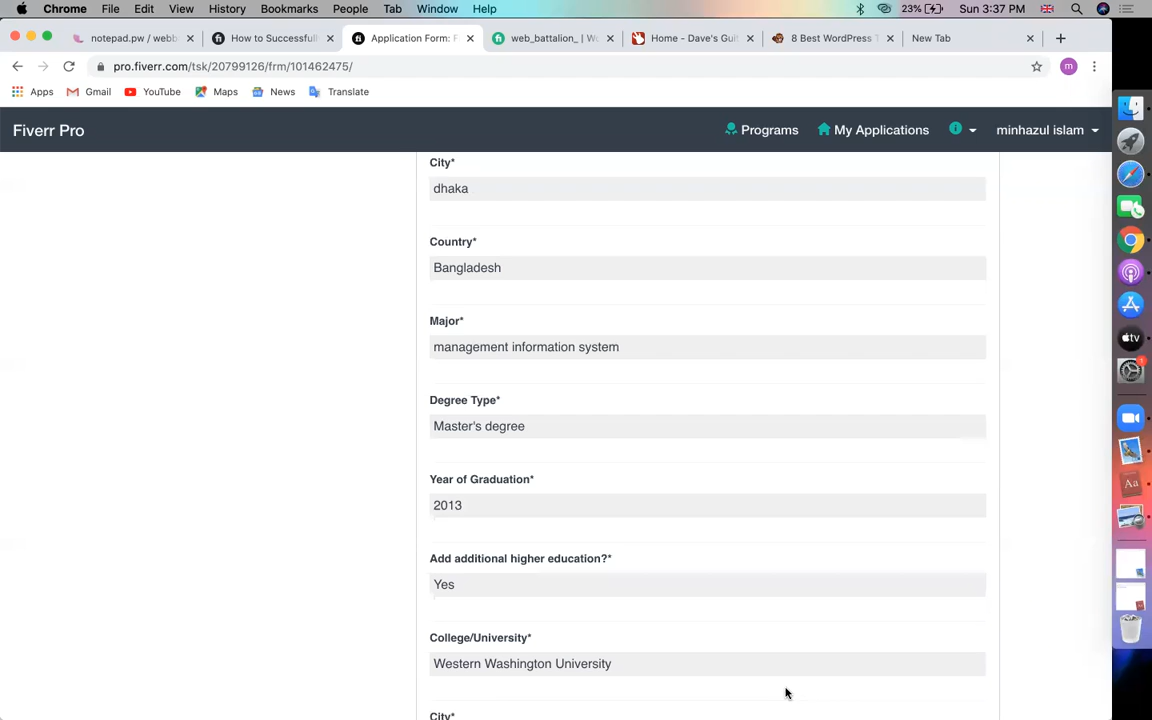 Chrome File Edit View History Bookmarks People Tab Window Help 23% Sun 3:37 PM
notepad.pw / webb
How to Successfull
Application Form: F
web_battalion_ | W
Home - Dave's Gui
8 Best WordPress T
New Tab
pro.fiverr.com/tsk/20799126/frm/101462475/
m
Apps Gmail YouTube Maps News Translate
Fiverr Pro Programs My Applications minhazul islam
City*
dhaka
Country*
Bangladesh
Major*
management information system
Degree Type*
Master's degree
Year of Graduation*
2013
Add additional higher education?*
Yes
College/University*
Western Washington University
City*
tv
1
Aa